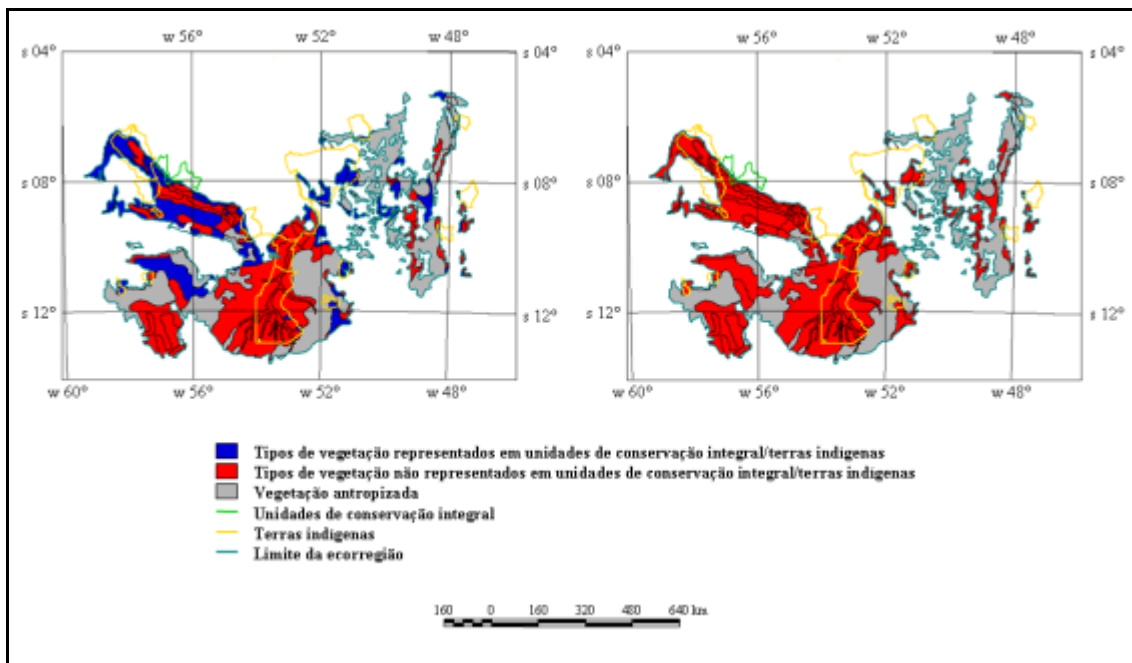 w 56° w 52° w 48° w 56° w 52° w 48°
s 04° s 04° s 04° s 04°
s 08° s 08° s 08° s 08°
s 12° s 12° s 12° s 12°
w 60° w 56° w 52° w 48° w 60° w 56° w 52° w 48°
Tipos de vegetação representados em unidades de conservação integral/terras indígenas
Tipos de vegetação não representados em unidades de conservação integral/terras indígenas
Vegetação antropizada
Unidades de conservação integral
Terras indígenas
Limite da ecorregião
160 0 160 320 480 640 km